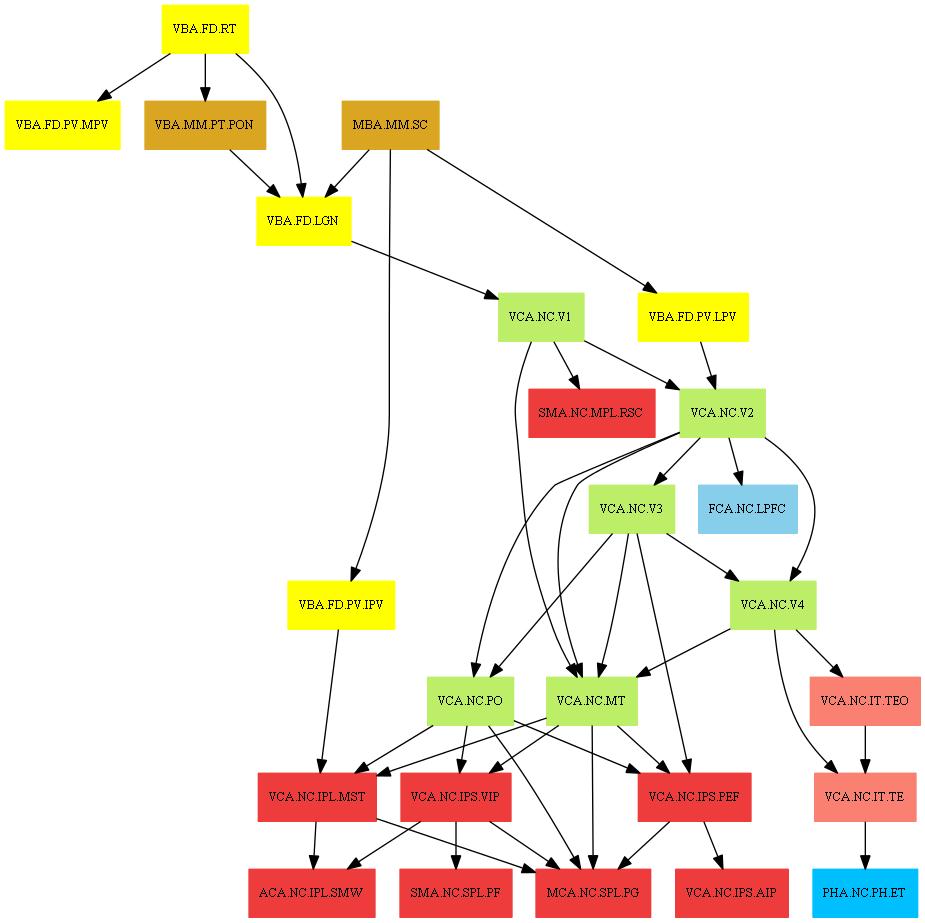 VBA.FD.RT
VBA.FD.PV.MPV
VBA.MM.PT.PON
MBA.MM.SC
VBA.FD.LGN
VCA.NC.V1
VBA.FD.PV.LPV
SMA.NC.MPL.RSC
VCA.NC.V2
VCA.NC.V3
FCA.NC.LPFC
VBA.FD.PV.IPV
VCA.NC.V4
VCA.NC.PO
VCA.NC.MT
VCA.NC.IT.TEO
VCA.NC.IPL.MST
VCA.NC.IPS.VIP
VCA.NC.IPS.PEF
VCA.NC.IT.TE
ACA.NC.IPL.SMW
SMA.NC.SPL.PF
MCA.NC.SPL.PG
VCA.NC.IPS.AIP
PHA.NC.PH.ET